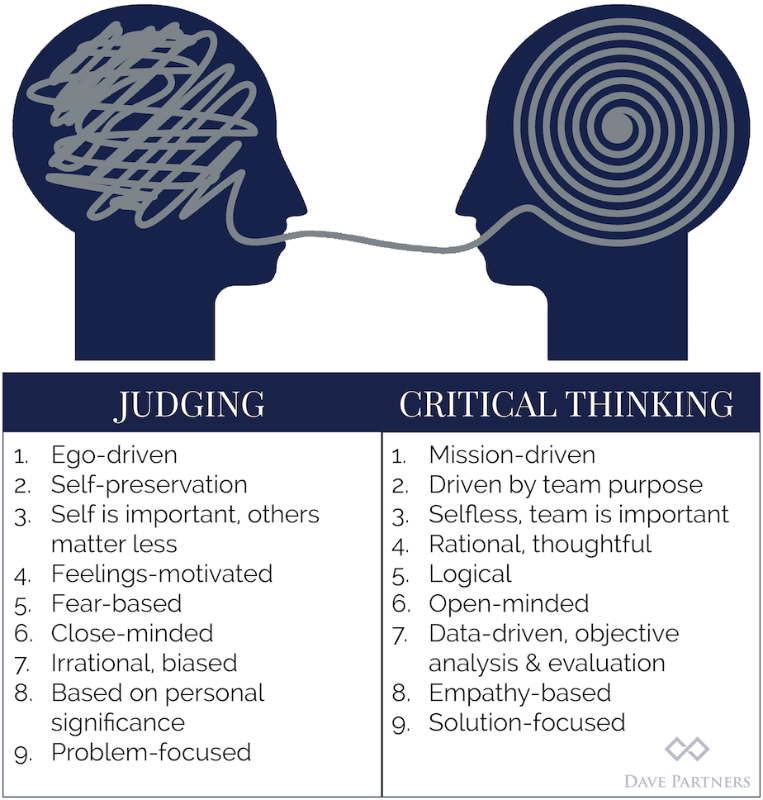 JUDGING
1. Ego-driven
2. Self-preservation
3. Self is important, others
matter less
4. Feelings-motivated
5. Fear-based
6. Close-minded
7. Irrational, biased
8. Based on personal
significance
9. Problem-focused
CRITICAL THINKING
1. Mission-driven
2. Driven by team purpose
3. Selfless, team is important
4. Rational, thoughtful
5. Logical
6. Open-minded
7. Data-driven, objective
analysis & evaluation
8. Empathy-based
9. Solution-focused
DAVE PARTNERS